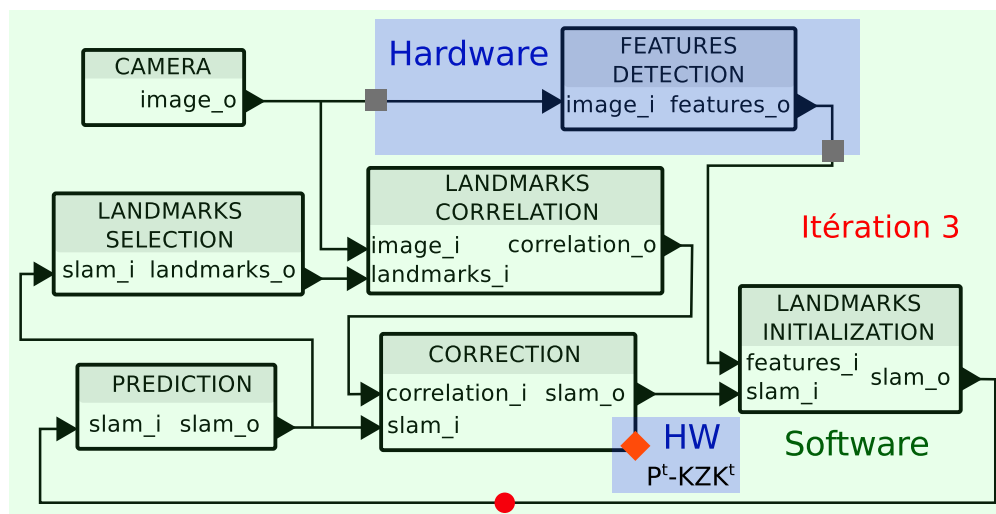 Hardware
FEATURES
DETECTION
image_i features_o
CAMERA
image_o
LANDMARKS
CORRELATION
image_i correlation_o
landmarks_i
LANDMARKS
SELECTION
slam_i landmarks_o
Itération 3
LANDMARKS
INITIALIZATION
features_i
slam_i slam_o
CORRECTION
correlation_i slam_o
slam_i
PREDICTION
slam_i slam_o
HW
Pᵗ-KZKᵗ
Software